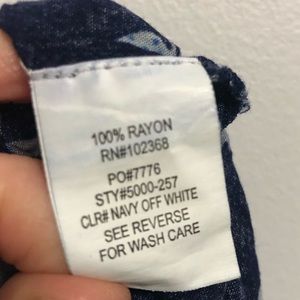 100% RAYON
RN#102368
PO#7776
STY#5000-257
CLR# NAVY OFF WHITE
SEE REVERSE
FOR WASH CARE